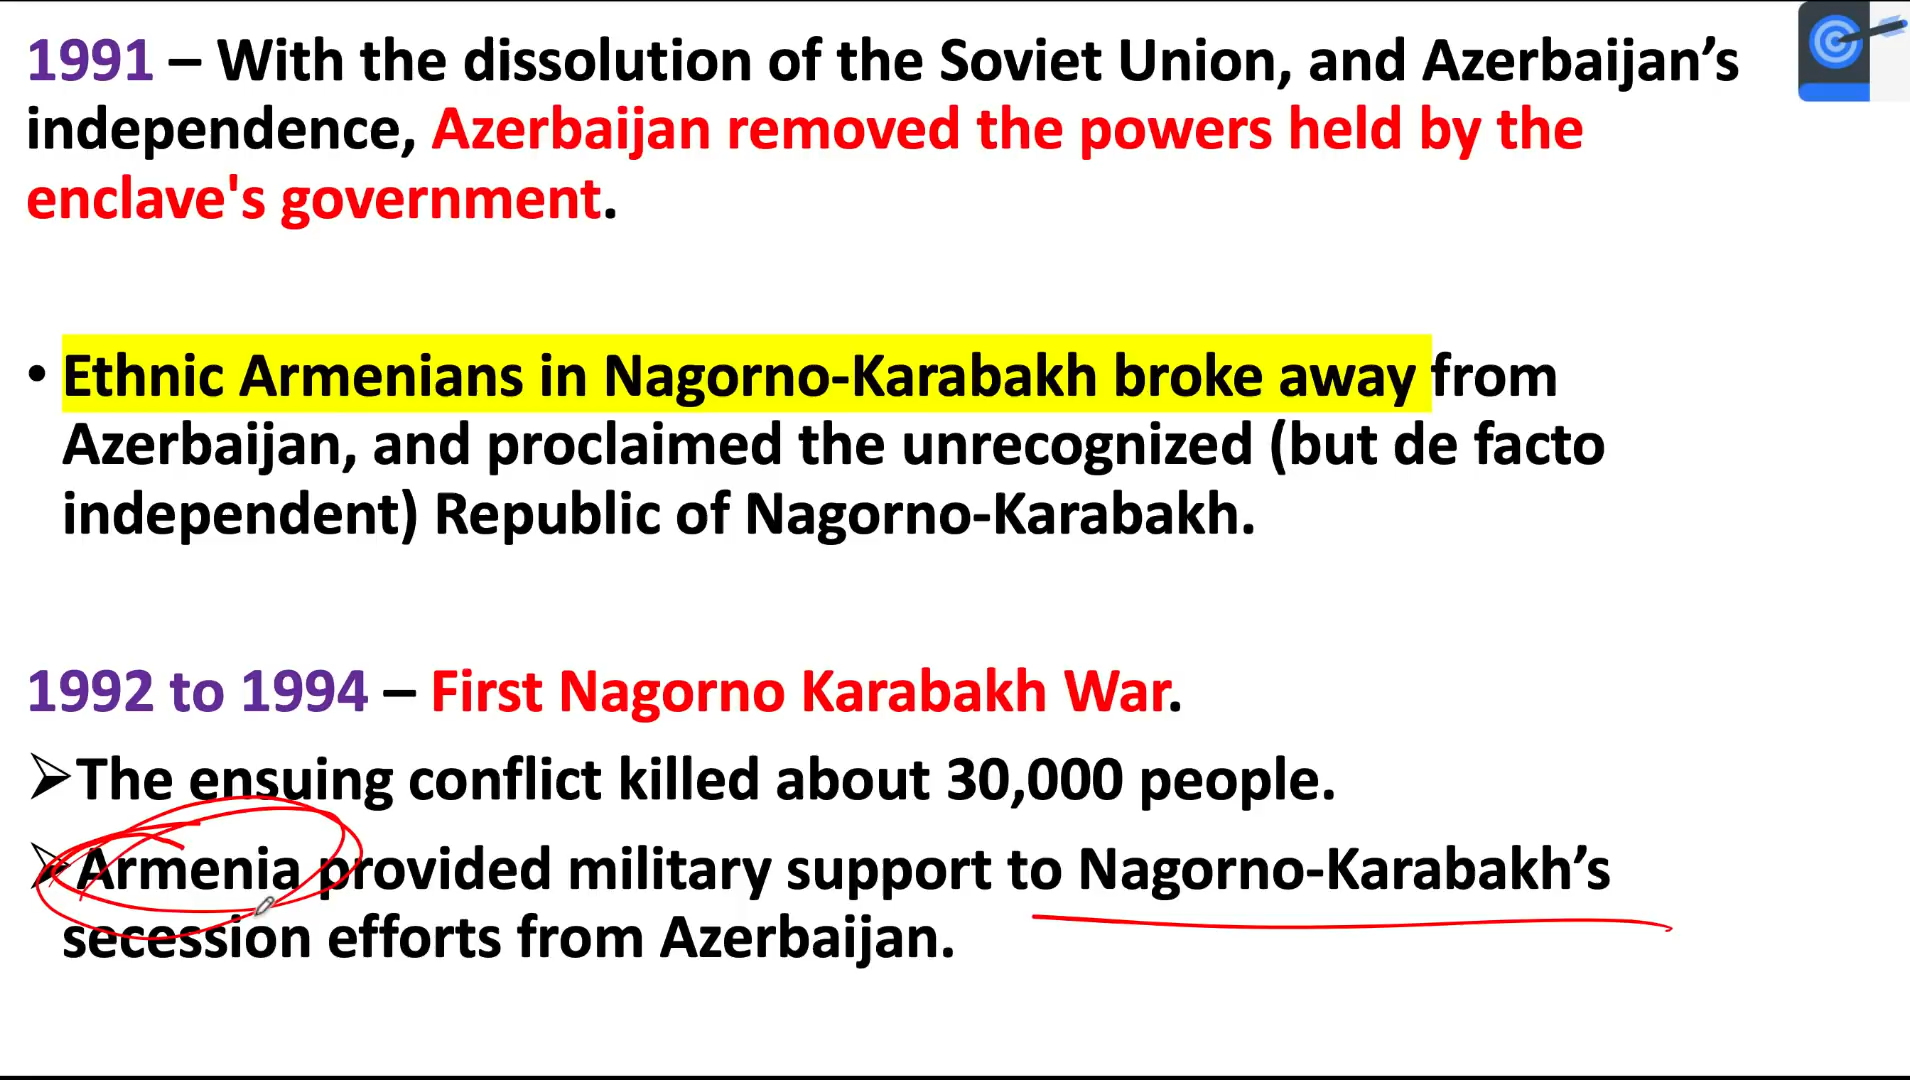 1991 – With the dissolution of the Soviet Union, and Azerbaijan’s
independence, Azerbaijan removed the powers held by the
enclave's government.
• Ethnic Armenians in Nagorno-Karabakh broke away from
Azerbaijan, and proclaimed the unrecognized (but de facto
independent) Republic of Nagorno-Karabakh.
1992 to 1994 – First Nagorno Karabakh War.
➢The ensuing conflict killed about 30,000 people.
➢Armenia provided military support to Nagorno-Karabakh’s
secession efforts from Azerbaijan.